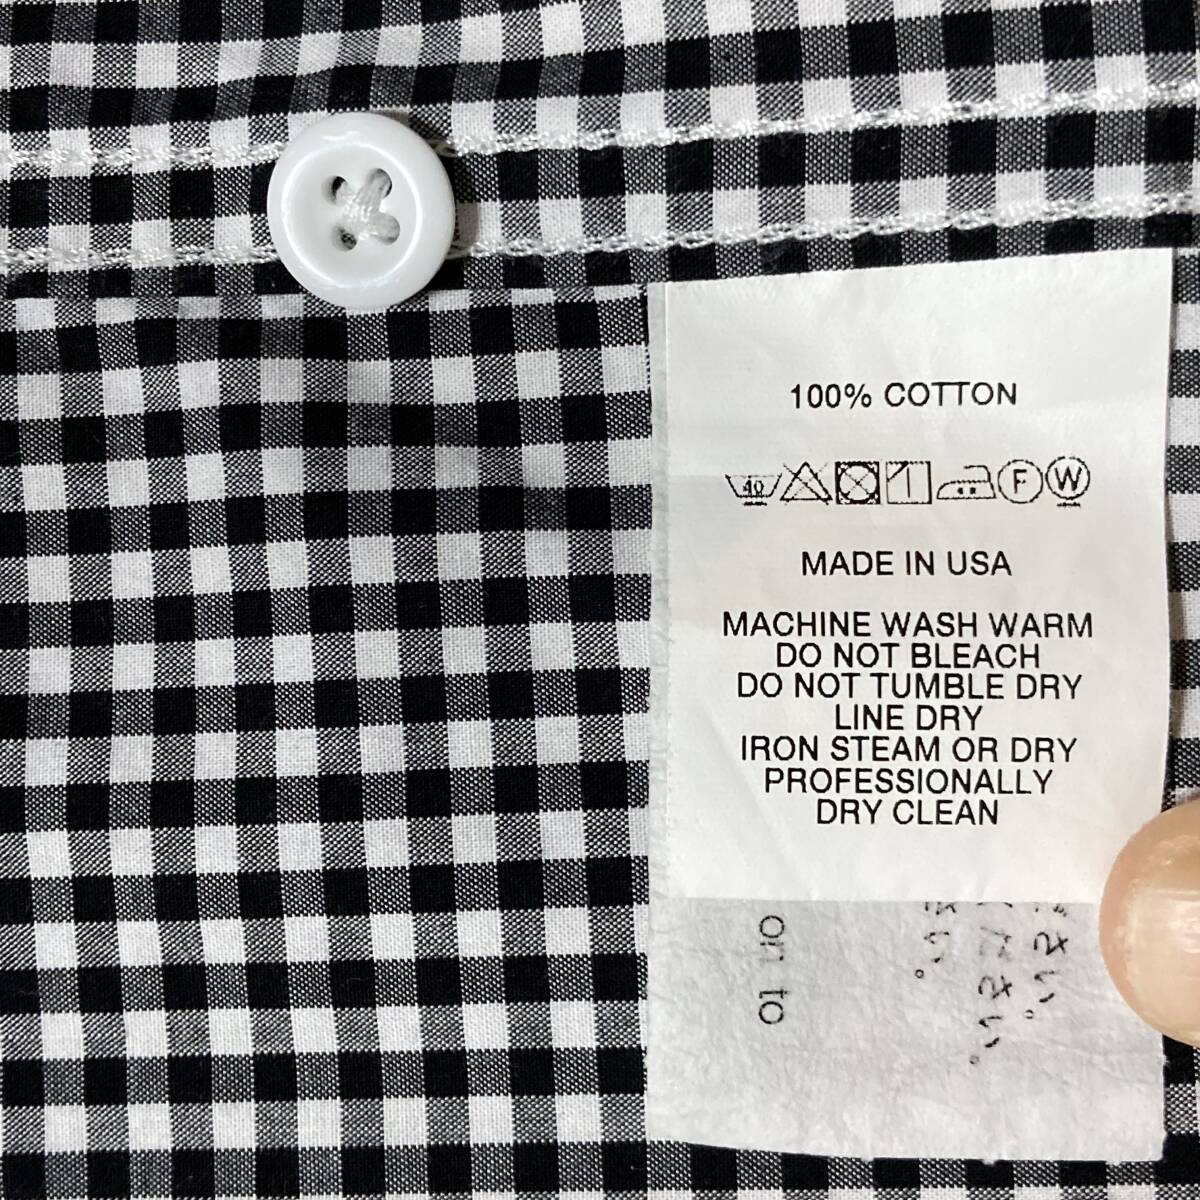 100% COTTON
40 F W
MADE IN USA
MACHINE WASH WARM
DO NOT BLEACH
DO NOT TUMBLE DRY
LINE DRY
IRON STEAM OR DRY
PROFESSIONALLY
DRY CLEAN